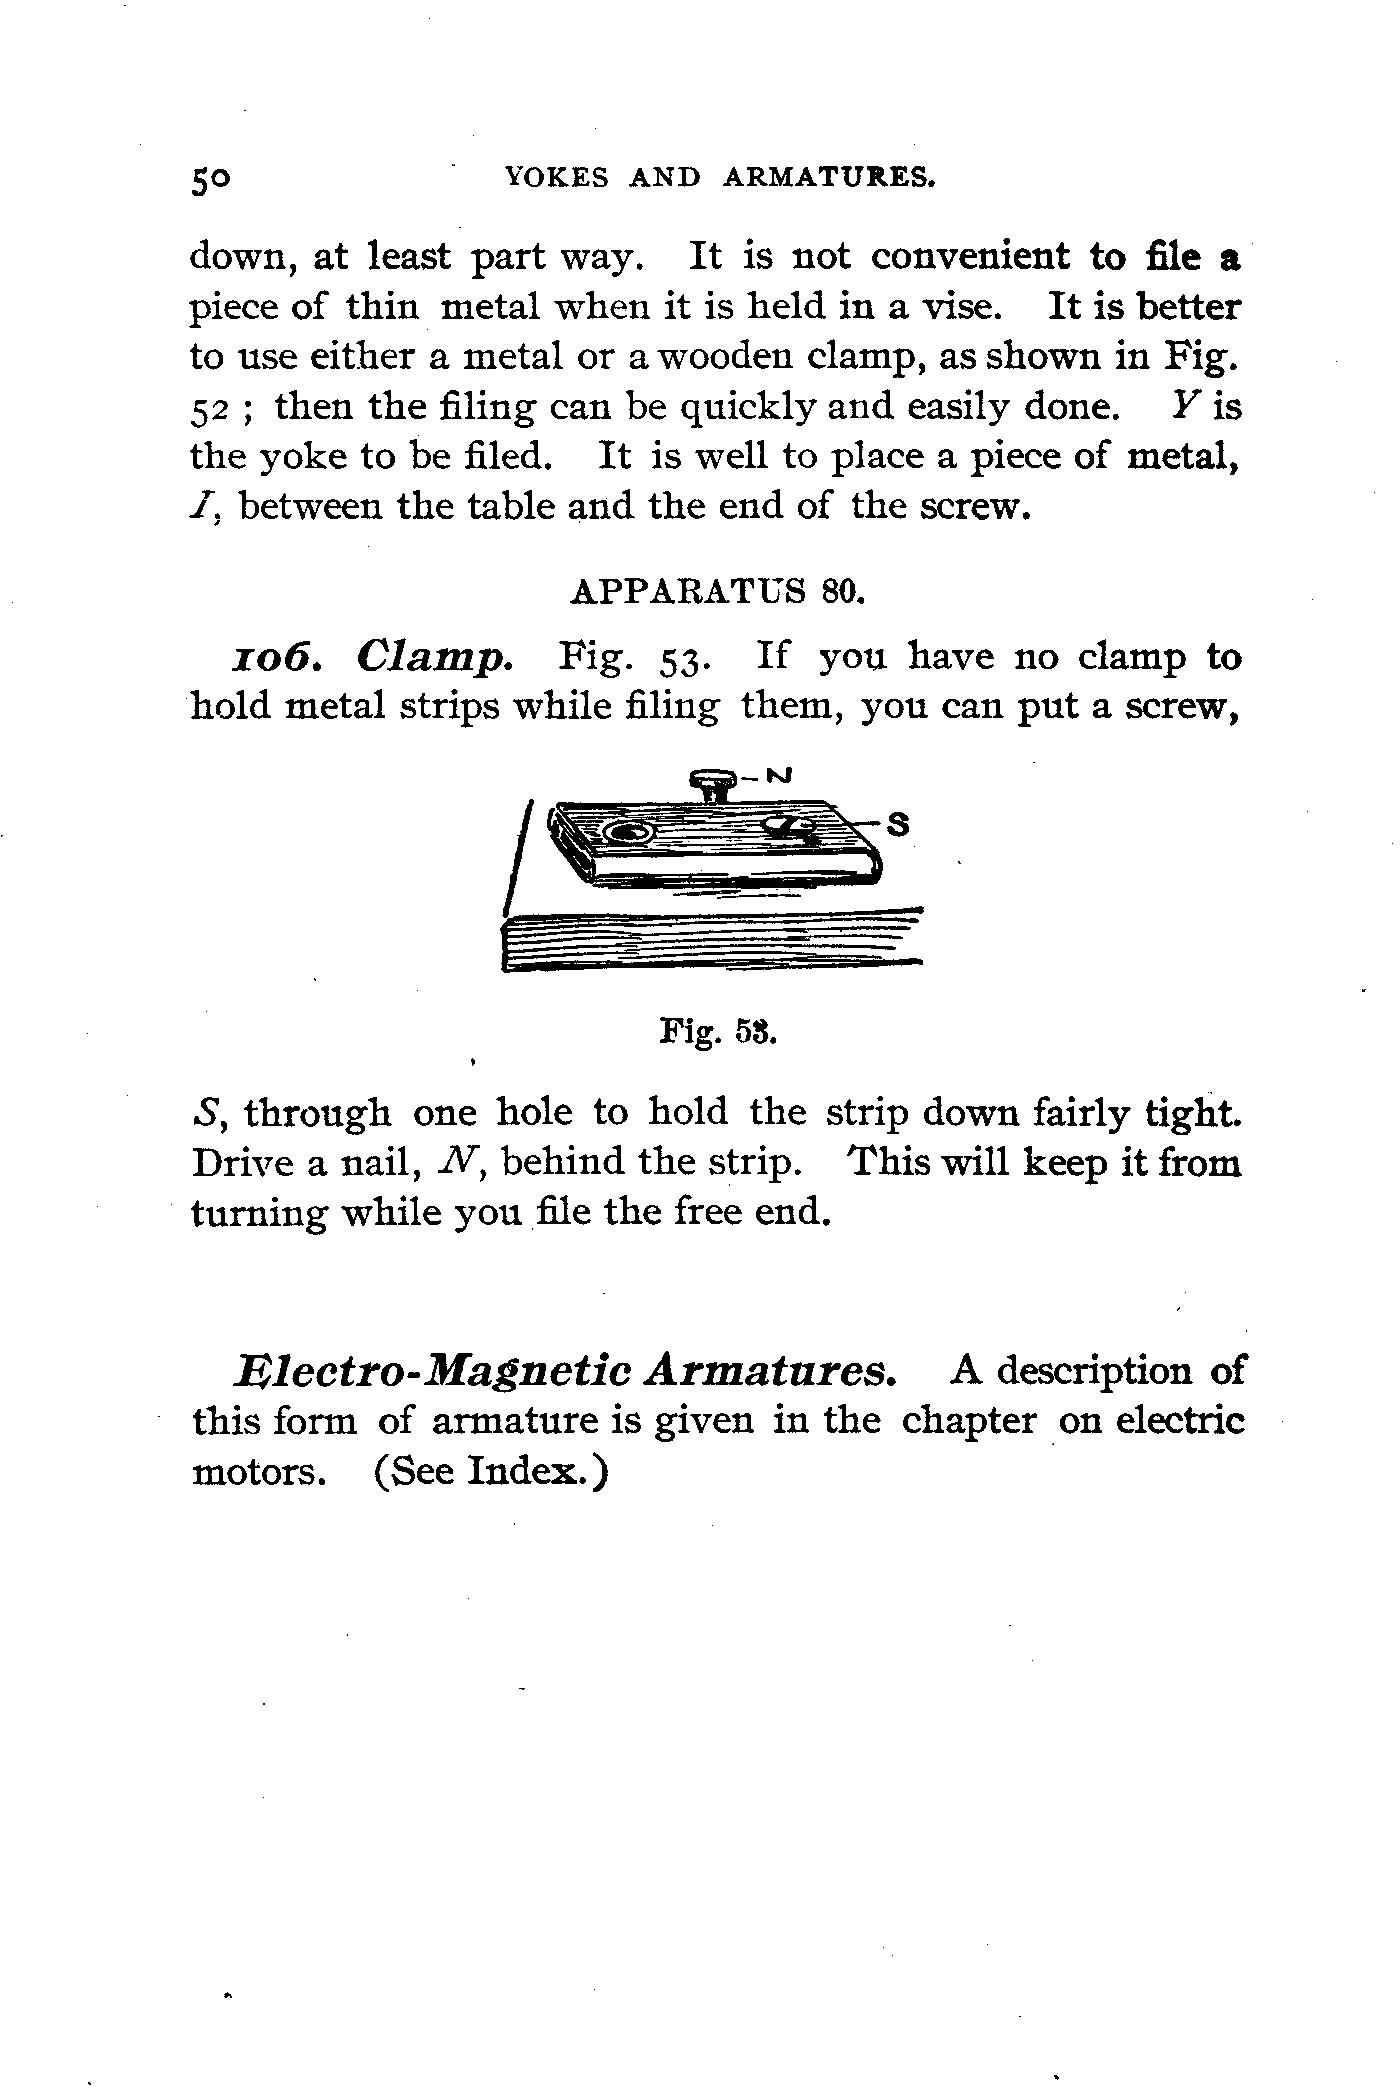 50 YOKES AND ARMATURES.
down, at least part way. It is not convenient to file a
piece of thin metal when it is held in a vise. It is better
to use either a metal or a wooden clamp, as shown in Fig.
52 ; then the filing can be quickly and easily done. Y is
the yoke to be filed. It is well to place a piece of metal,
I, between the table and the end of the screw.
APPARATUS 80.
106. Clamp. Fig. 53. If you have no clamp to
hold metal strips while filing them, you can put a screw,
N
S
Fig. 53.
S, through one hole to hold the strip down fairly tight.
Drive a nail, N, behind the strip. This will keep it from
turning while you file the free end.
Electro-Magnetic Armatures. A description of
this form of armature is given in the chapter on electric
motors. (See Index.)